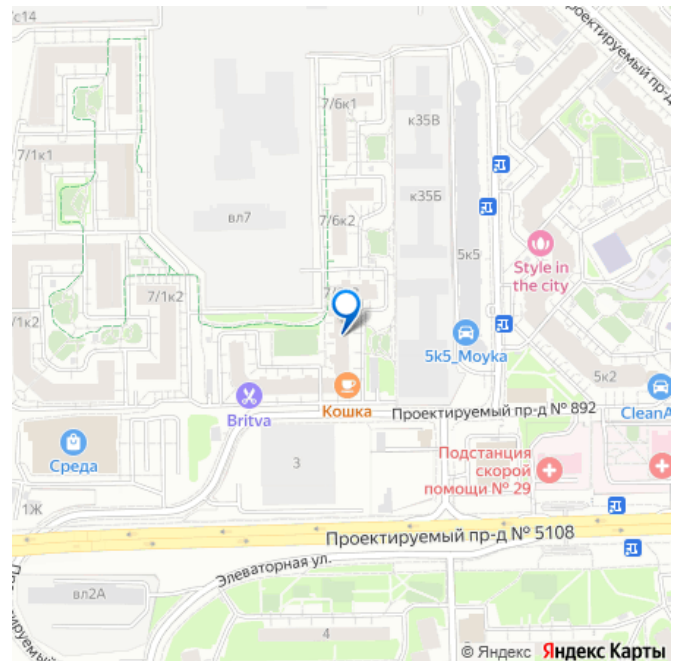 с14
Проектируемый пр-д
7/6к1
к35В
7/1к1
к35Б
вл7
7/6к2
5к5
Style in
the city
7/1к2
/1к2
5k5_Moyka
5к2
Britva
Кошка
Проектируемый пр-д № 892
CleanA
Среда
3
Подстанция
скорой
помощи № 29
1Ж
Проектируемый пр-д № 5108
Элеваторная ул.
вл2А
4
© Яндекс Яндекс Карты